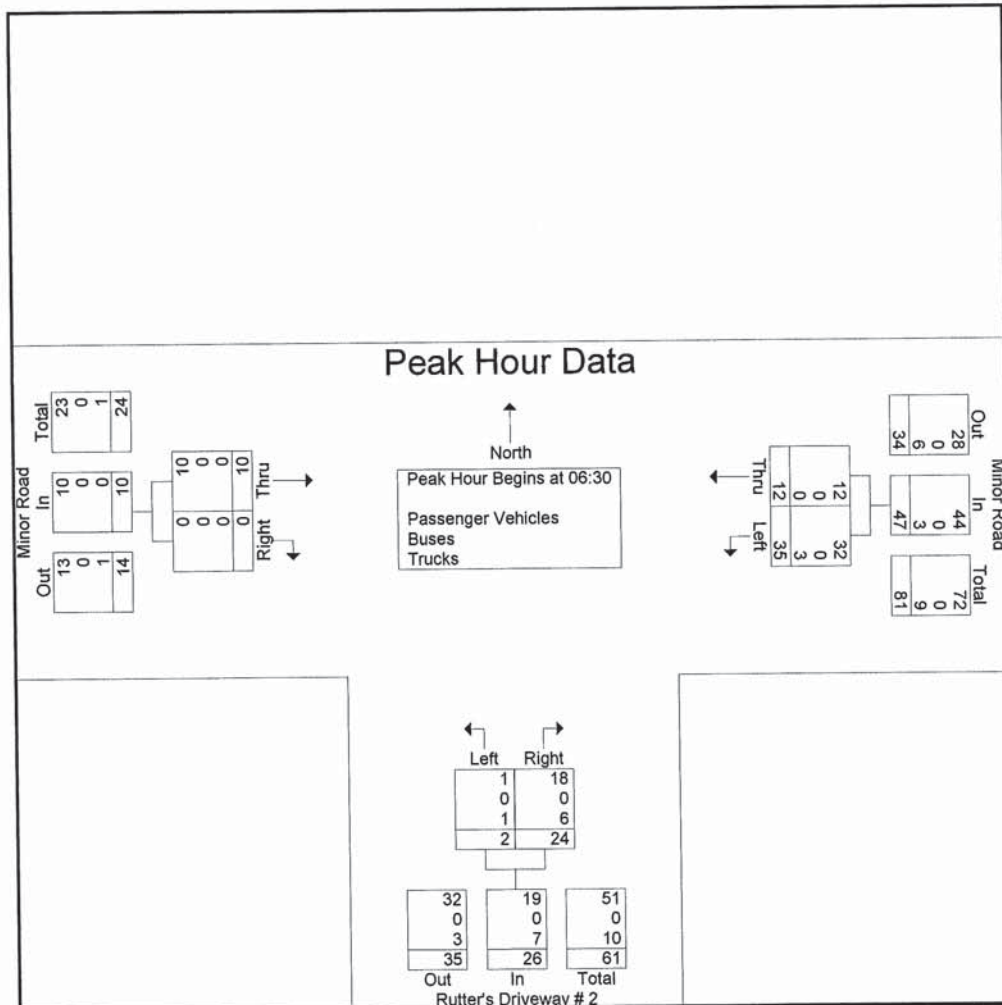 Peak Hour Data
North
Peak Hour Begins at 06:30
Passenger Vehicles
Buses
Trucks
Minor Road
Total
23
0
1
24
In
10
0
0
10
Out
13
0
1
14
Thru
10
0
0
10
Right
0
0
0
0
Thru
12
0
0
12
Left
32
0
3
35
Minor Road
Out
28
0
6
34
In
44
0
3
47
Total
72
0
9
81
Left Right
1 18
0 0
1 6
2 24
32 19 51
0 0 0
3 7 10
35 26 61
Out In Total
Rutter's Driveway # 2